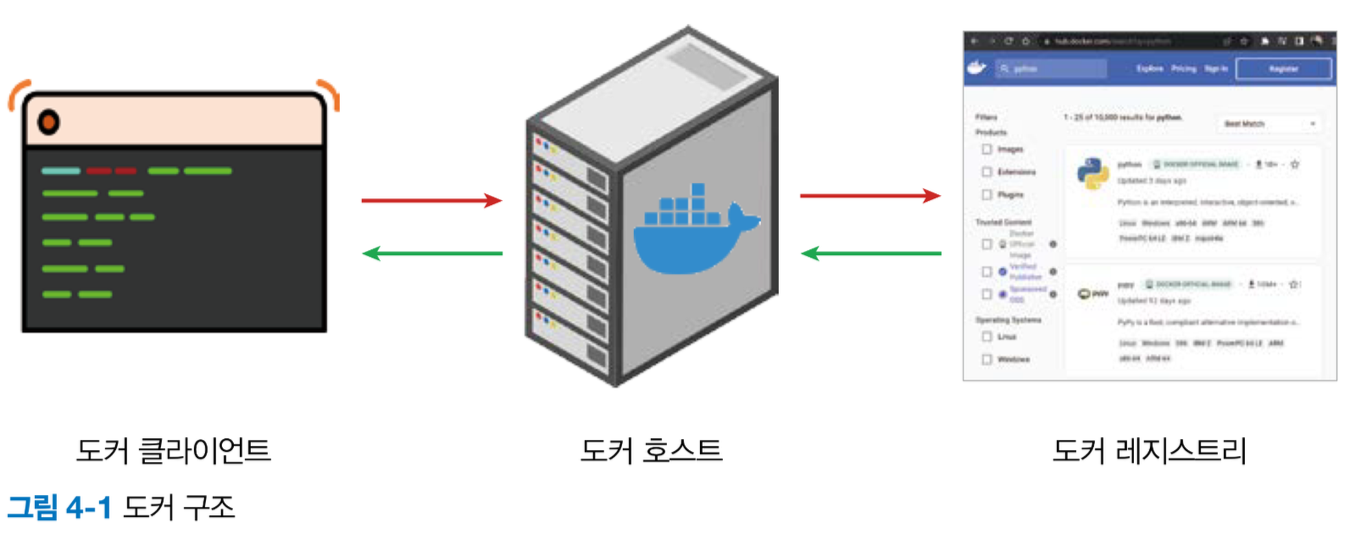 hub.docker.com/search?q=python
python
Explore Pricing Sign In Register
Filters
1 - 25 of 10,000 results for python.
Best Match
Products
Images
Extensions
Plugins
python DOCKER OFFICIAL IMAGE 1B+
Updated 3 days ago
Python is an interpreted, interactive, object-oriented, o...
Linux Windows x86-64 ARM ARM 64 386
PowerPC 64 LE IBM Z mips64le
Trusted Content
Docker
Official
Image
Verified
Publisher
Sponsored
OSS
pypy DOCKER OFFICIAL IMAGE 10M+
Updated 12 days ago
PyPy is a fast, compliant alternative implementation o...
Linux Windows 386 IBM Z PowerPC 64 LE ARM
x86-64 ARM 64
Operating Systems
Linux
Windows
도커 클라이언트
도커 호스트
도커 레지스트리
그림 4-1 도커 구조